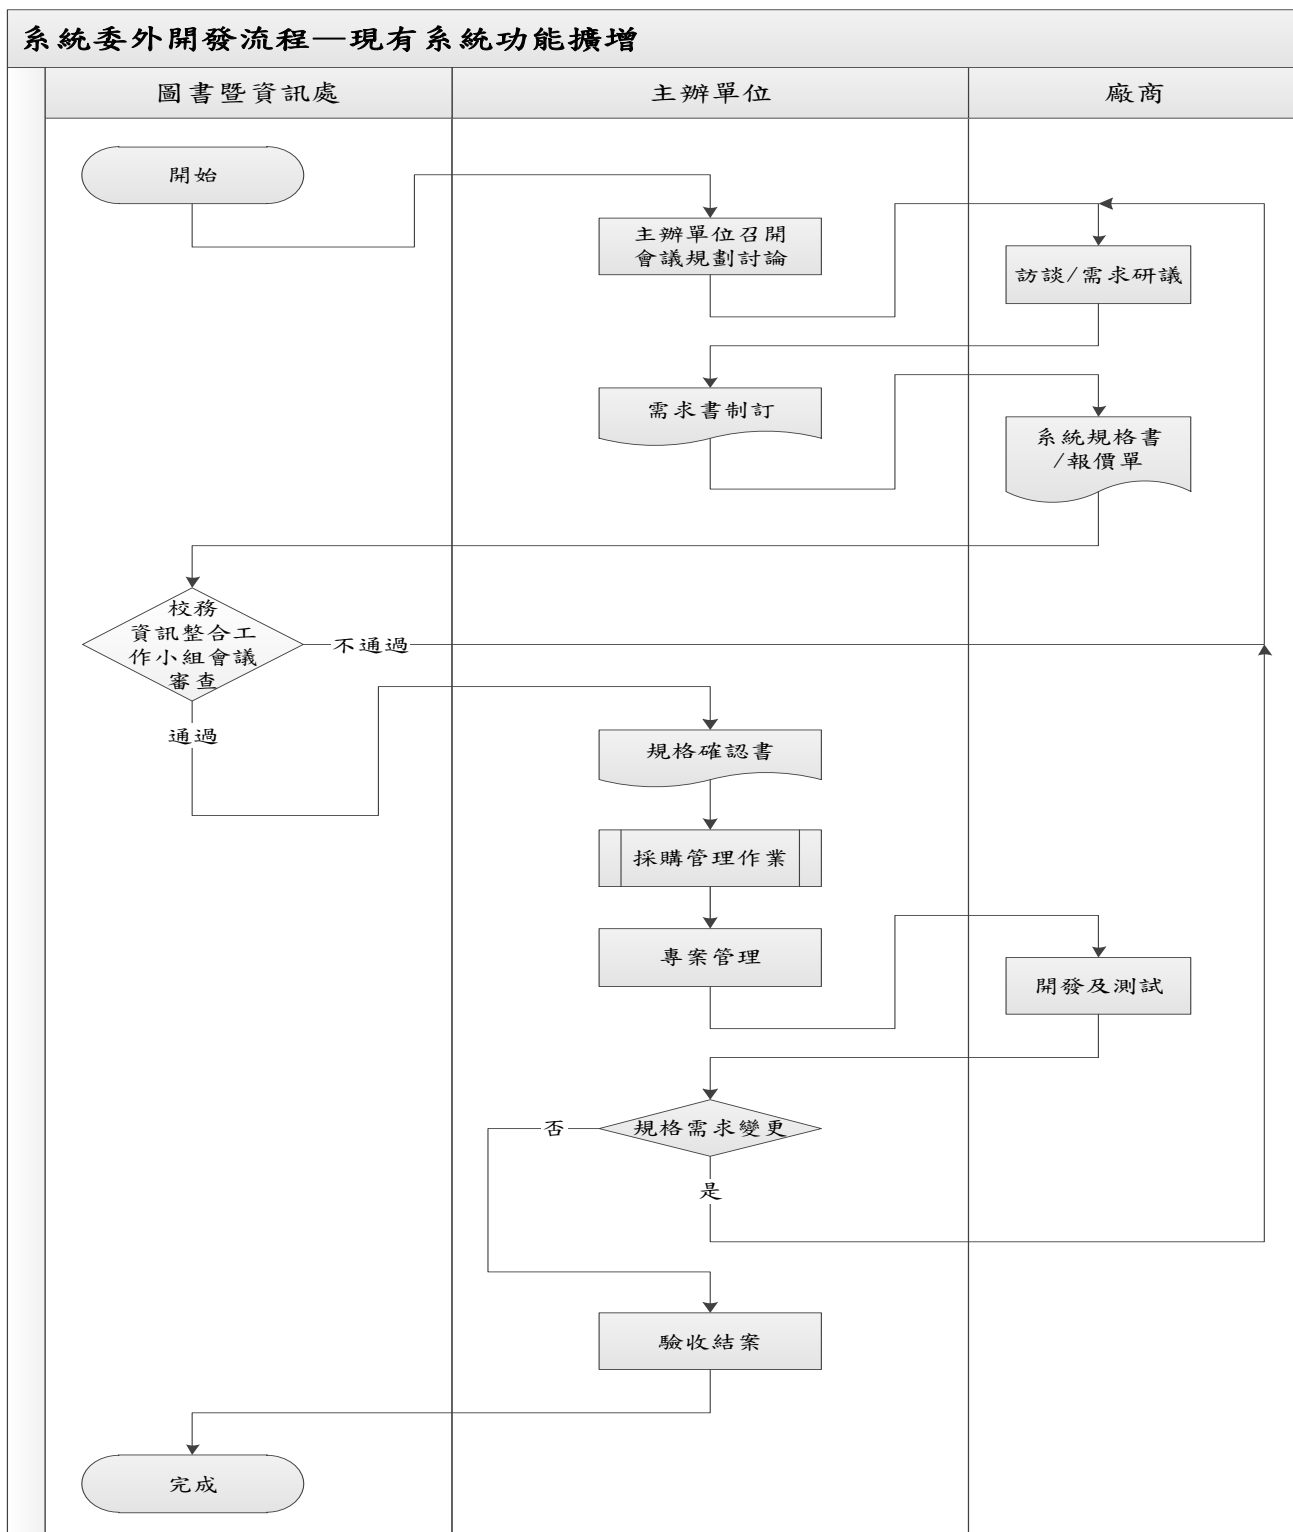 系統委外開發流程—現有系統功能擴增
圖書暨資訊處
主辦單位
廠商
開始
主辦單位召開
會議規劃討論
訪談/需求研議
需求書制訂
系統規格書
/報價單
校務
資訊整合工
作小組會議
審查
不通過
通過
規格確認書
採購管理作業
專案管理
開發及測試
規格需求變更
否
是
驗收結案
完成